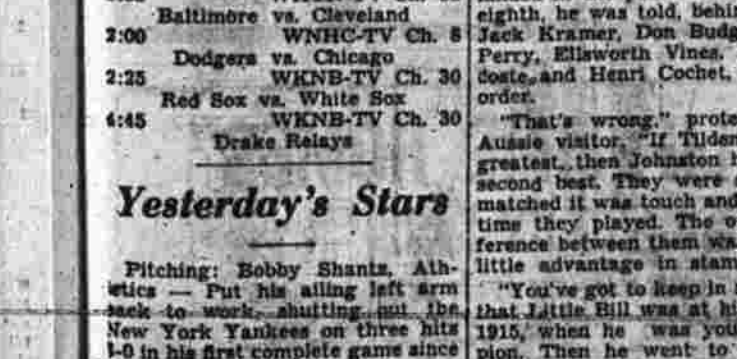 Baltimore vs. Cleveland
2:00 WNHC-TV Ch. 8
Dodgers vs. Chicago
2:25 WKNB-TV Ch. 30
Red Sox vs. White Sox
4:45 WKNB-TV Ch. 30
Drake Relays
Yesterday's Stars
Pitching: Bobby Shantz, Ath-
letics — Put his ailing left arm
back to work, shutting out the
New York Yankees on three hits
1-0 in his first complete game since
eighth, he was told, behi
Jack Kramer, Don Budg
Perry, Ellsworth Vines,
coste, and Henri Cochet,
order.
"That's wrong," prote
Aussie visitor. "If Tilden
greatest, then Johnston
second best. They were
matched it was touch and
time they played. The
ference between them wa
little advantage in stam
"You've got to keep in
that Little Bill was at hi
1915, when he was you
pion. Then he went to